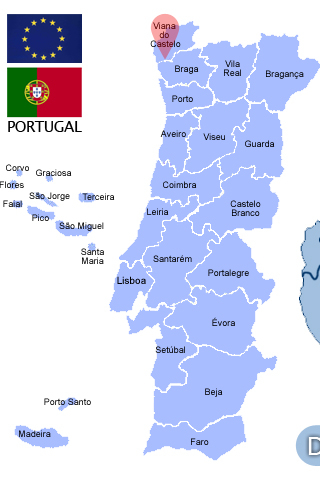 Viana
do
Castelo
Braga
Vila
Real
Bragança
Porto
PORTUGAL
Aveiro
Viseu
Guarda
Corvo
Graciosa
Flores
São Jorge
Terceira
Faial
Pico
São Miguel
Coimbra
Castelo
Branco
Leiria
Santa
Maria
Santarém
Portalegre
Lisboa
Évora
Setúbal
Beja
Porto Santo
Madeira
Faro
D